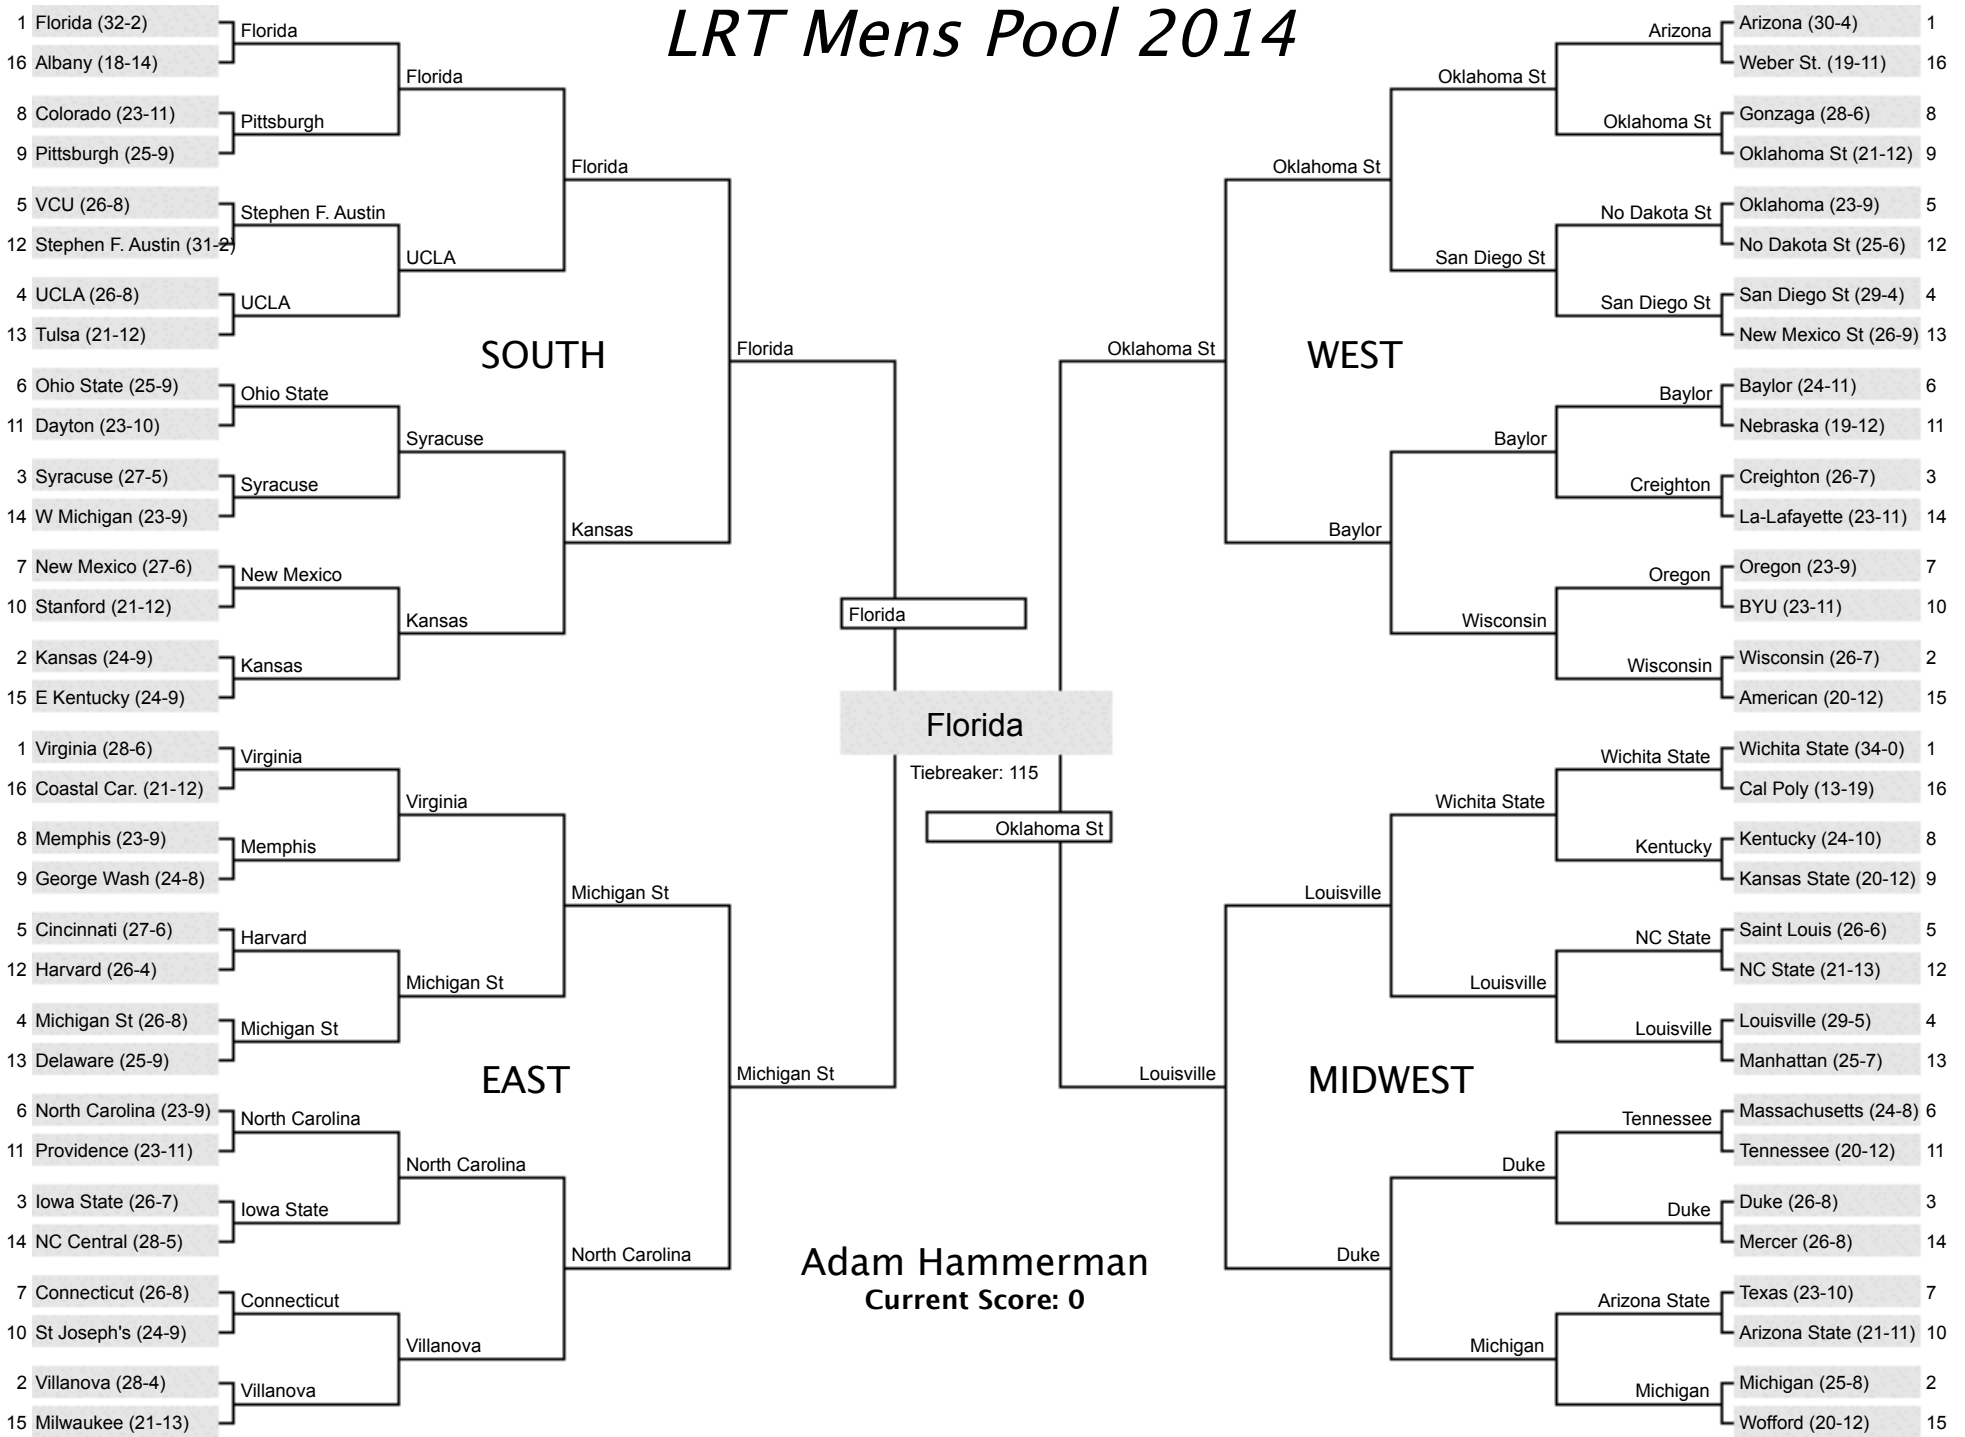 LRT Mens Pool 2014
1 Florida (32-2)
16 Albany (18-14)
8 Colorado (23-11)
9 Pittsburgh (25-9)
5 VCU (26-8)
12 Stephen F. Austin (31-2)
4 UCLA (26-8)
13 Tulsa (21-12)
6 Ohio State (25-9)
11 Dayton (23-10)
3 Syracuse (27-5)
14 W Michigan (23-9)
7 New Mexico (27-6)
10 Stanford (21-12)
2 Kansas (24-9)
15 E Kentucky (24-9)
Florida
Pittsburgh
Stephen F. Austin
UCLA
Ohio State
Syracuse
New Mexico
Kansas
Florida
UCLA
Syracuse
Kansas
Florida
Kansas
SOUTH
Florida
1 Virginia (28-6)
16 Coastal Car. (21-12)
8 Memphis (23-9)
9 George Wash (24-8)
5 Cincinnati (27-6)
12 Harvard (26-4)
4 Michigan St (26-8)
13 Delaware (25-9)
6 North Carolina (23-9)
11 Providence (23-11)
3 Iowa State (26-7)
14 NC Central (28-5)
7 Connecticut (26-8)
10 St Joseph's (24-9)
2 Villanova (28-4)
15 Milwaukee (21-13)
Virginia
Memphis
Harvard
Michigan St
North Carolina
Iowa State
Connecticut
Villanova
Virginia
Michigan St
North Carolina
Villanova
Michigan St
North Carolina
EAST
Michigan St
Florida
Florida
Tiebreaker: 115
Oklahoma St
Adam Hammerman
Current Score: 0
Arizona (30-4) 1
Weber St. (19-11) 16
Gonzaga (28-6) 8
Oklahoma St (21-12) 9
Oklahoma (23-9) 5
No Dakota St (25-6) 12
San Diego St (29-4) 4
New Mexico St (26-9) 13
Baylor (24-11) 6
Nebraska (19-12) 11
Creighton (26-7) 3
La-Lafayette (23-11) 14
Oregon (23-9) 7
BYU (23-11) 10
Wisconsin (26-7) 2
American (20-12) 15
Arizona
Oklahoma St
No Dakota St
San Diego St
Baylor
Creighton
Oregon
Wisconsin
Oklahoma St
San Diego St
Baylor
Wisconsin
Oklahoma St
Baylor
WEST
Oklahoma St
Wichita State (34-0) 1
Cal Poly (13-19) 16
Kentucky (24-10) 8
Kansas State (20-12) 9
Saint Louis (26-6) 5
NC State (21-13) 12
Louisville (29-5) 4
Manhattan (25-7) 13
Massachusetts (24-8) 6
Tennessee (20-12) 11
Duke (26-8) 3
Mercer (26-8) 14
Texas (23-10) 7
Arizona State (21-11) 10
Michigan (25-8) 2
Wofford (20-12) 15
Wichita State
Kentucky
NC State
Louisville
Tennessee
Duke
Arizona State
Michigan
Wichita State
Louisville
Duke
Michigan
Louisville
Duke
MIDWEST
Louisville